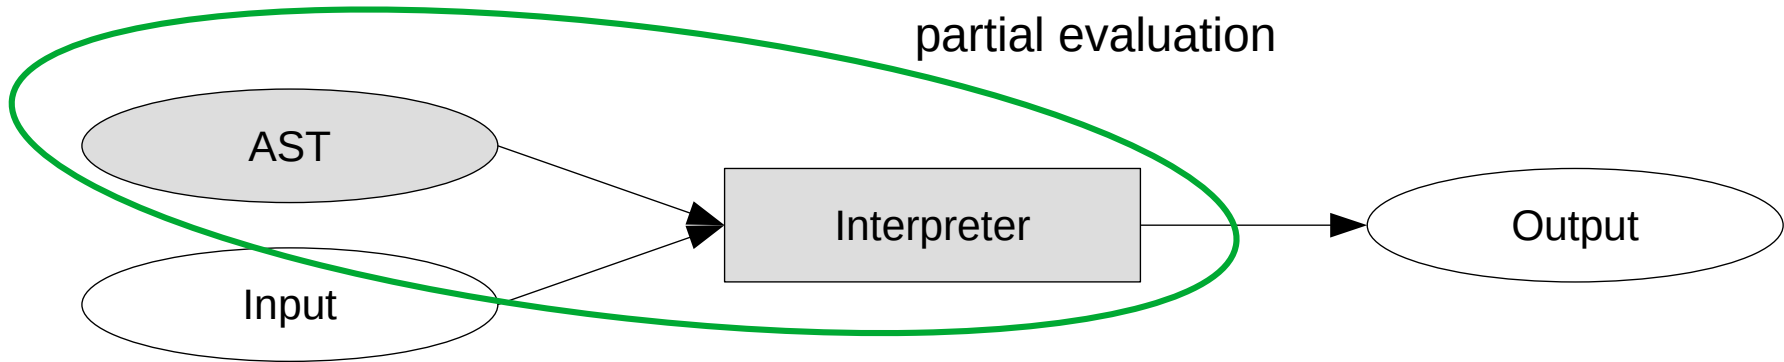 partial evaluation
AST
Interpreter
Output
Input